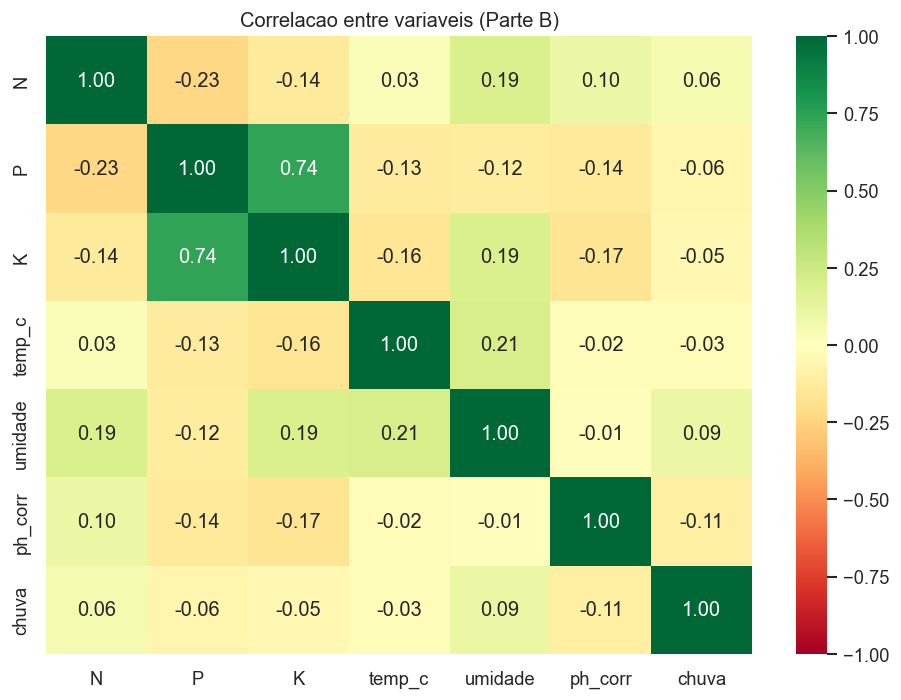 Correlacao entre variaveis (Parte B)
N 1.00 -0.23 -0.14 0.03 0.19 0.10 0.06
P -0.23 1.00 0.74 -0.13 -0.12 -0.14 -0.06
K -0.14 0.74 1.00 -0.16 0.19 -0.17 -0.05
temp_c 0.03 -0.13 -0.16 1.00 0.21 -0.02 -0.03
umidade 0.19 -0.12 0.19 0.21 1.00 -0.01 0.09
ph_corr 0.10 -0.14 -0.17 -0.02 -0.01 1.00 -0.11
chuva 0.06 -0.06 -0.05 -0.03 0.09 -0.11 1.00
N P K temp_c umidade ph_corr chuva
1.00
0.75
0.50
0.25
0.00
−0.25
−0.50
−0.75
−1.00